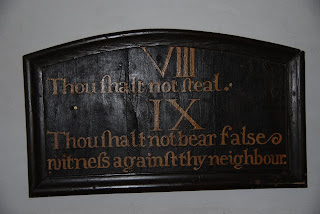 VIII
Thou ſhalt not ſteal.
IX
Thou ſhalt not bear falſe
witneſs againſt thy neighbour.